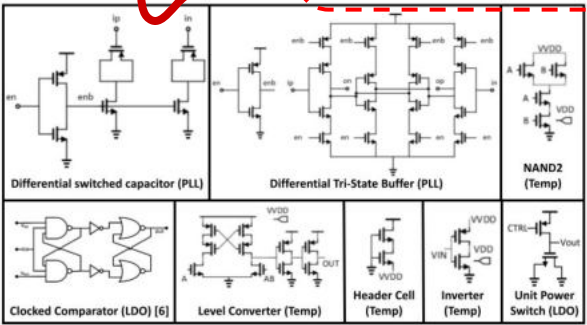 ip in
en enb
Differential switched capacitor (PLL)
enb enb enb enb
en enb ip on op in
en en en en
Differential Tri-State Buffer (PLL)
VVDD
A B
A
VDD
B
NAND2
(Temp)
Clocked Comparator (LDO) [6]
VVDD
A AB OUT
Level Converter (Temp)
VVDD
Header Cell
(Temp)
VVDD
VIN VDD
Inverter
(Temp)
CTRL
Vout
Unit Power
Switch (LDO)